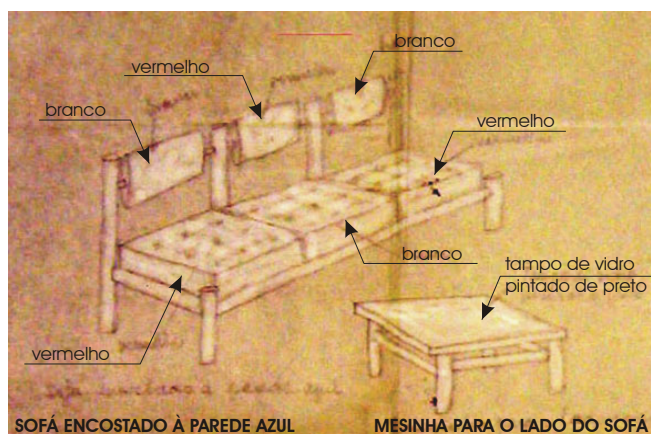 branco
vermelho
branco
vermelho
branco
tampo de vidro
pintado de preto
vermelho
SOFÁ ENCOSTADO À PAREDE AZUL
MESINHA PARA O LADO DO SOFÁ